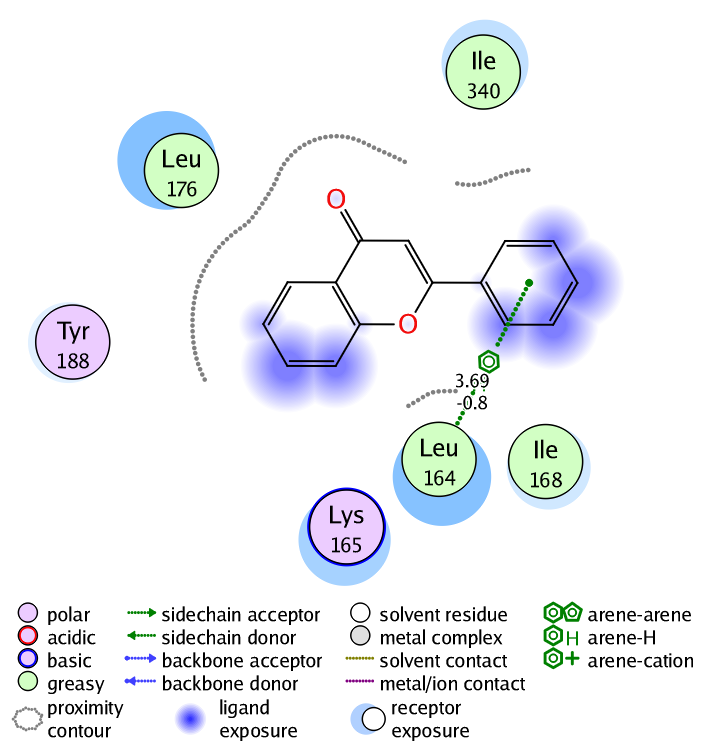 Ile
340
Leu
176
O
Tyr
188
O
3.69
-0.8
Leu
164
Ile
168
Lys
165
polar sidechain acceptor solvent residue arene-arene
acidic sidechain donor metal complex H arene-H
basic backbone acceptor solvent contact + arene-cation
greasy backbone donor metal/ion contact
proximity ligand receptor
contour exposure exposure